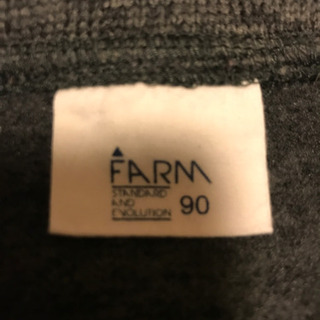 FARM
STANDARD
AND
EVOLUTION 90